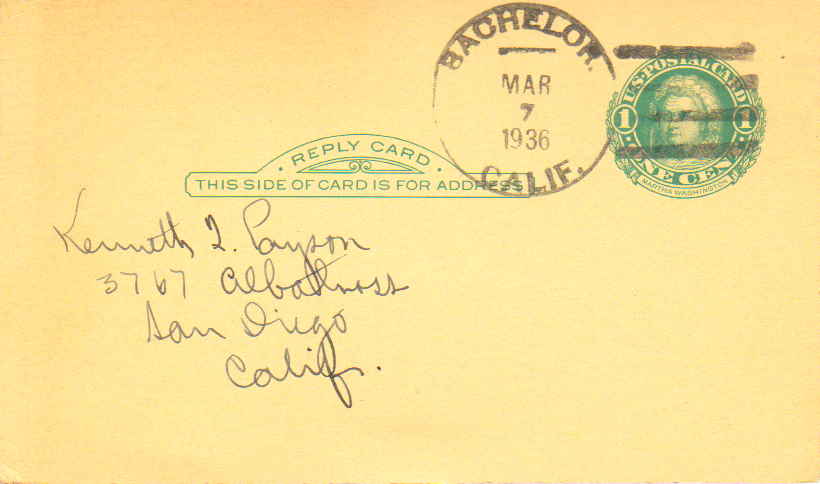 BACHELOR.
MAR
7
1936
CALIF.
U·S·POSTAL CARD
1 1
ONE CENT
MARTHA WASHINGTON
· REPLY CARD ·
THIS SIDE OF CARD IS FOR ADDRESS
Kenneth L. Payson
3767 Albatross
San Diego
Calif.